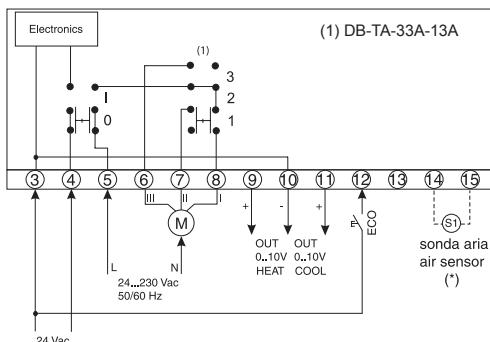 Electronics
(1) DB-TA-33A-13A
(1)
3
I
2
0
1
3 4 5 6 7 8 9 10 11 12 13 14 15
III II I
M
+ - +
ECO
S1
L N
24...230 Vac
50/60 Hz
OUT OUT
0..10V 0..10V
HEAT COOL
sonda aria
air sensor
(*)
24 Vac